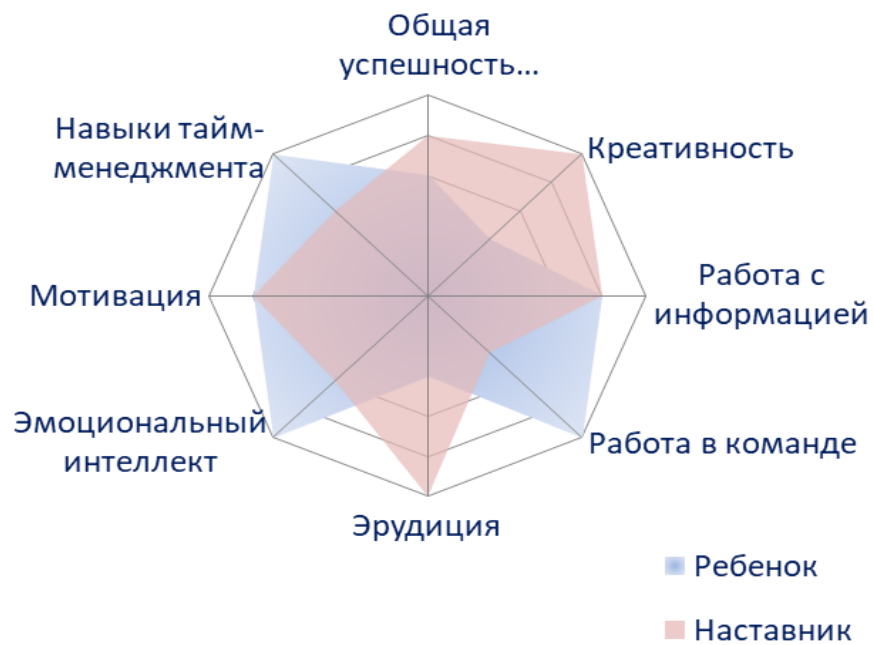 Общая
успешность...
Навыки тайм-
менеджмента
Креативность
Мотивация
Работа с
информацией
Эмоциональный
интеллект
Работа в команде
Эрудиция
Ребенок
Наставник